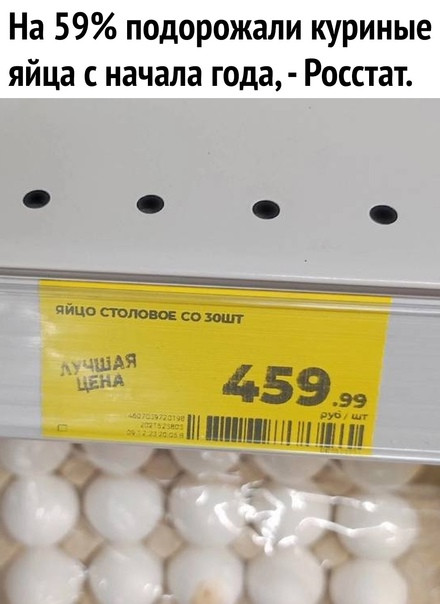 На 59% подорожали куриные
яйца с начала года, - Росстат.
ЯЙЦО СТОЛОВОЕ СО 30ШТ
ЛУЧШАЯ
ЦЕНА
459.99
руб / шт